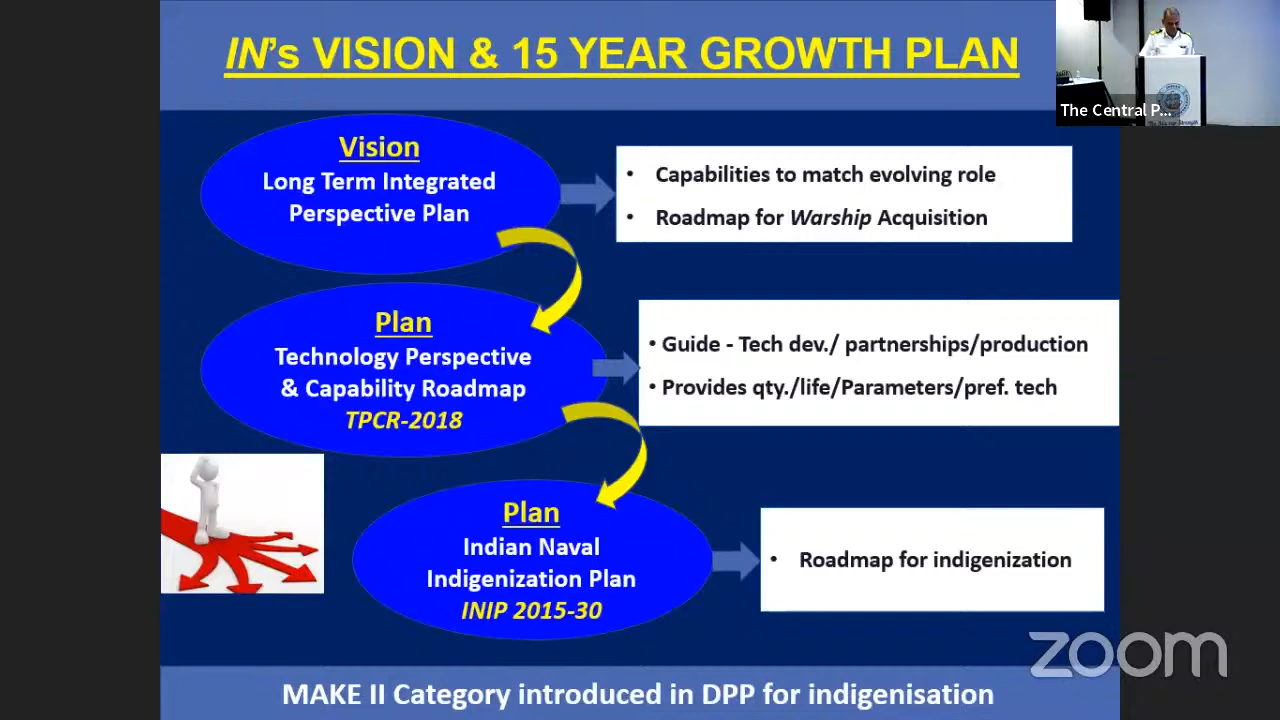 IN's VISION & 15 YEAR GROWTH PLAN
The Central P...
Vision
Long Term Integrated
Perspective Plan
• Capabilities to match evolving role
• Roadmap for Warship Acquisition
Plan
Technology Perspective
& Capability Roadmap
TPCR-2018
• Guide - Tech dev./ partnerships/production
• Provides qty./life/Parameters/pref. tech
Plan
Indian Naval
Indigenization Plan
INIP 2015-30
• Roadmap for indigenization
zoom
MAKE II Category introduced in DPP for indigenisation